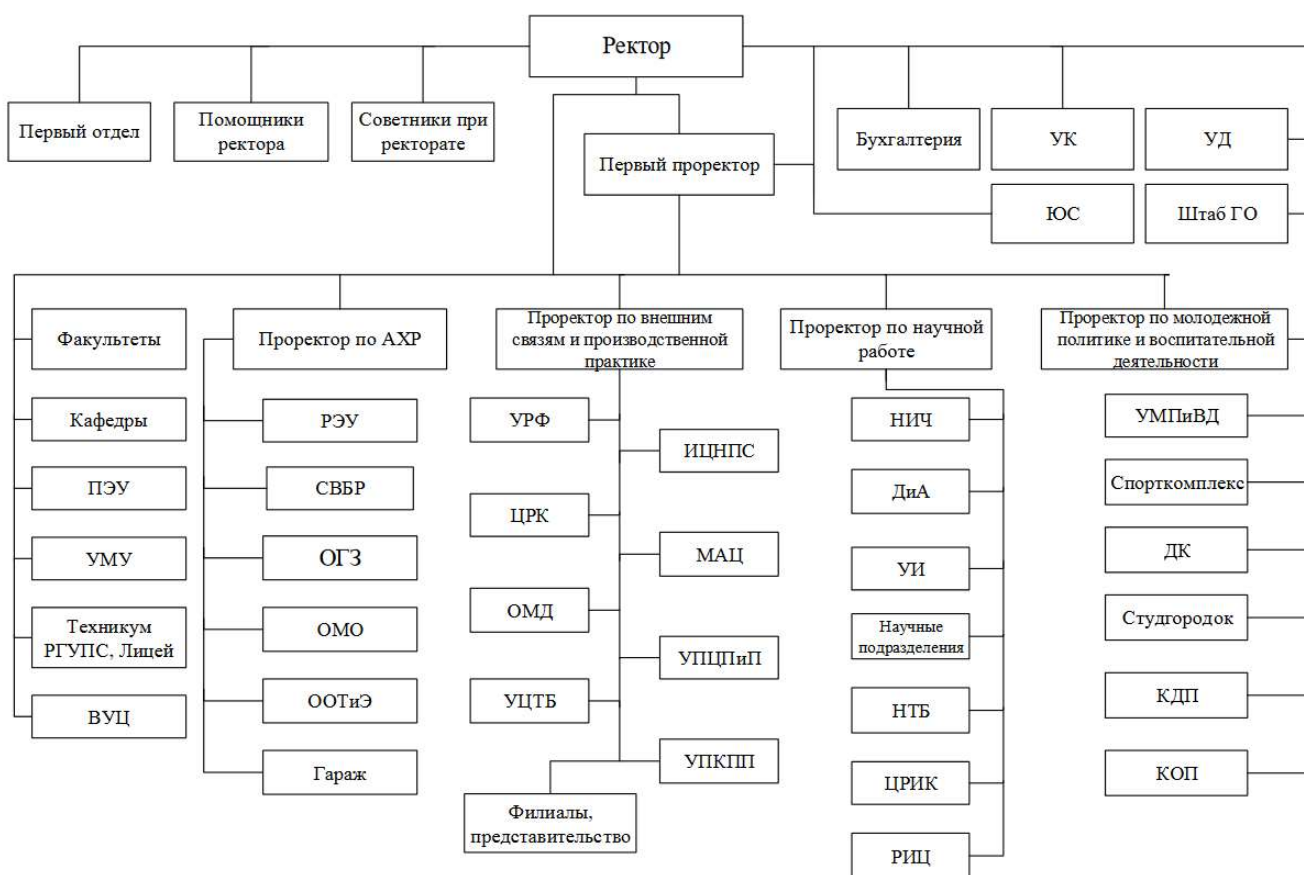 Ректор
Первый отдел
Помощники
ректора
Советники при
ректорате
Первый проректор
Бухгалтерия
УК
УД
ЮС
Штаб ГО
Факультеты
Кафедры
ПЭУ
УМУ
Техникум
РГУПС, Лицей
ВУЦ
Проректор по АХР
РЭУ
СВБР
ОГЗ
ОМО
ООТиЭ
Гараж
Проректор по внешним
связям и производственной
практике
УРФ
ИЦНПС
ЦРК
МАЦ
ОМД
УПЦПиП
УЦТБ
УПКПП
Филиалы,
представительство
Проректор по научной
работе
НИЧ
ДиА
УИ
Научные
подразделения
НТБ
ЦРИК
РИЦ
Проректор по молодежной
политике и воспитательной
деятельности
УМПиВД
Спорткомплекс
ДК
Студгородок
КДП
КОП